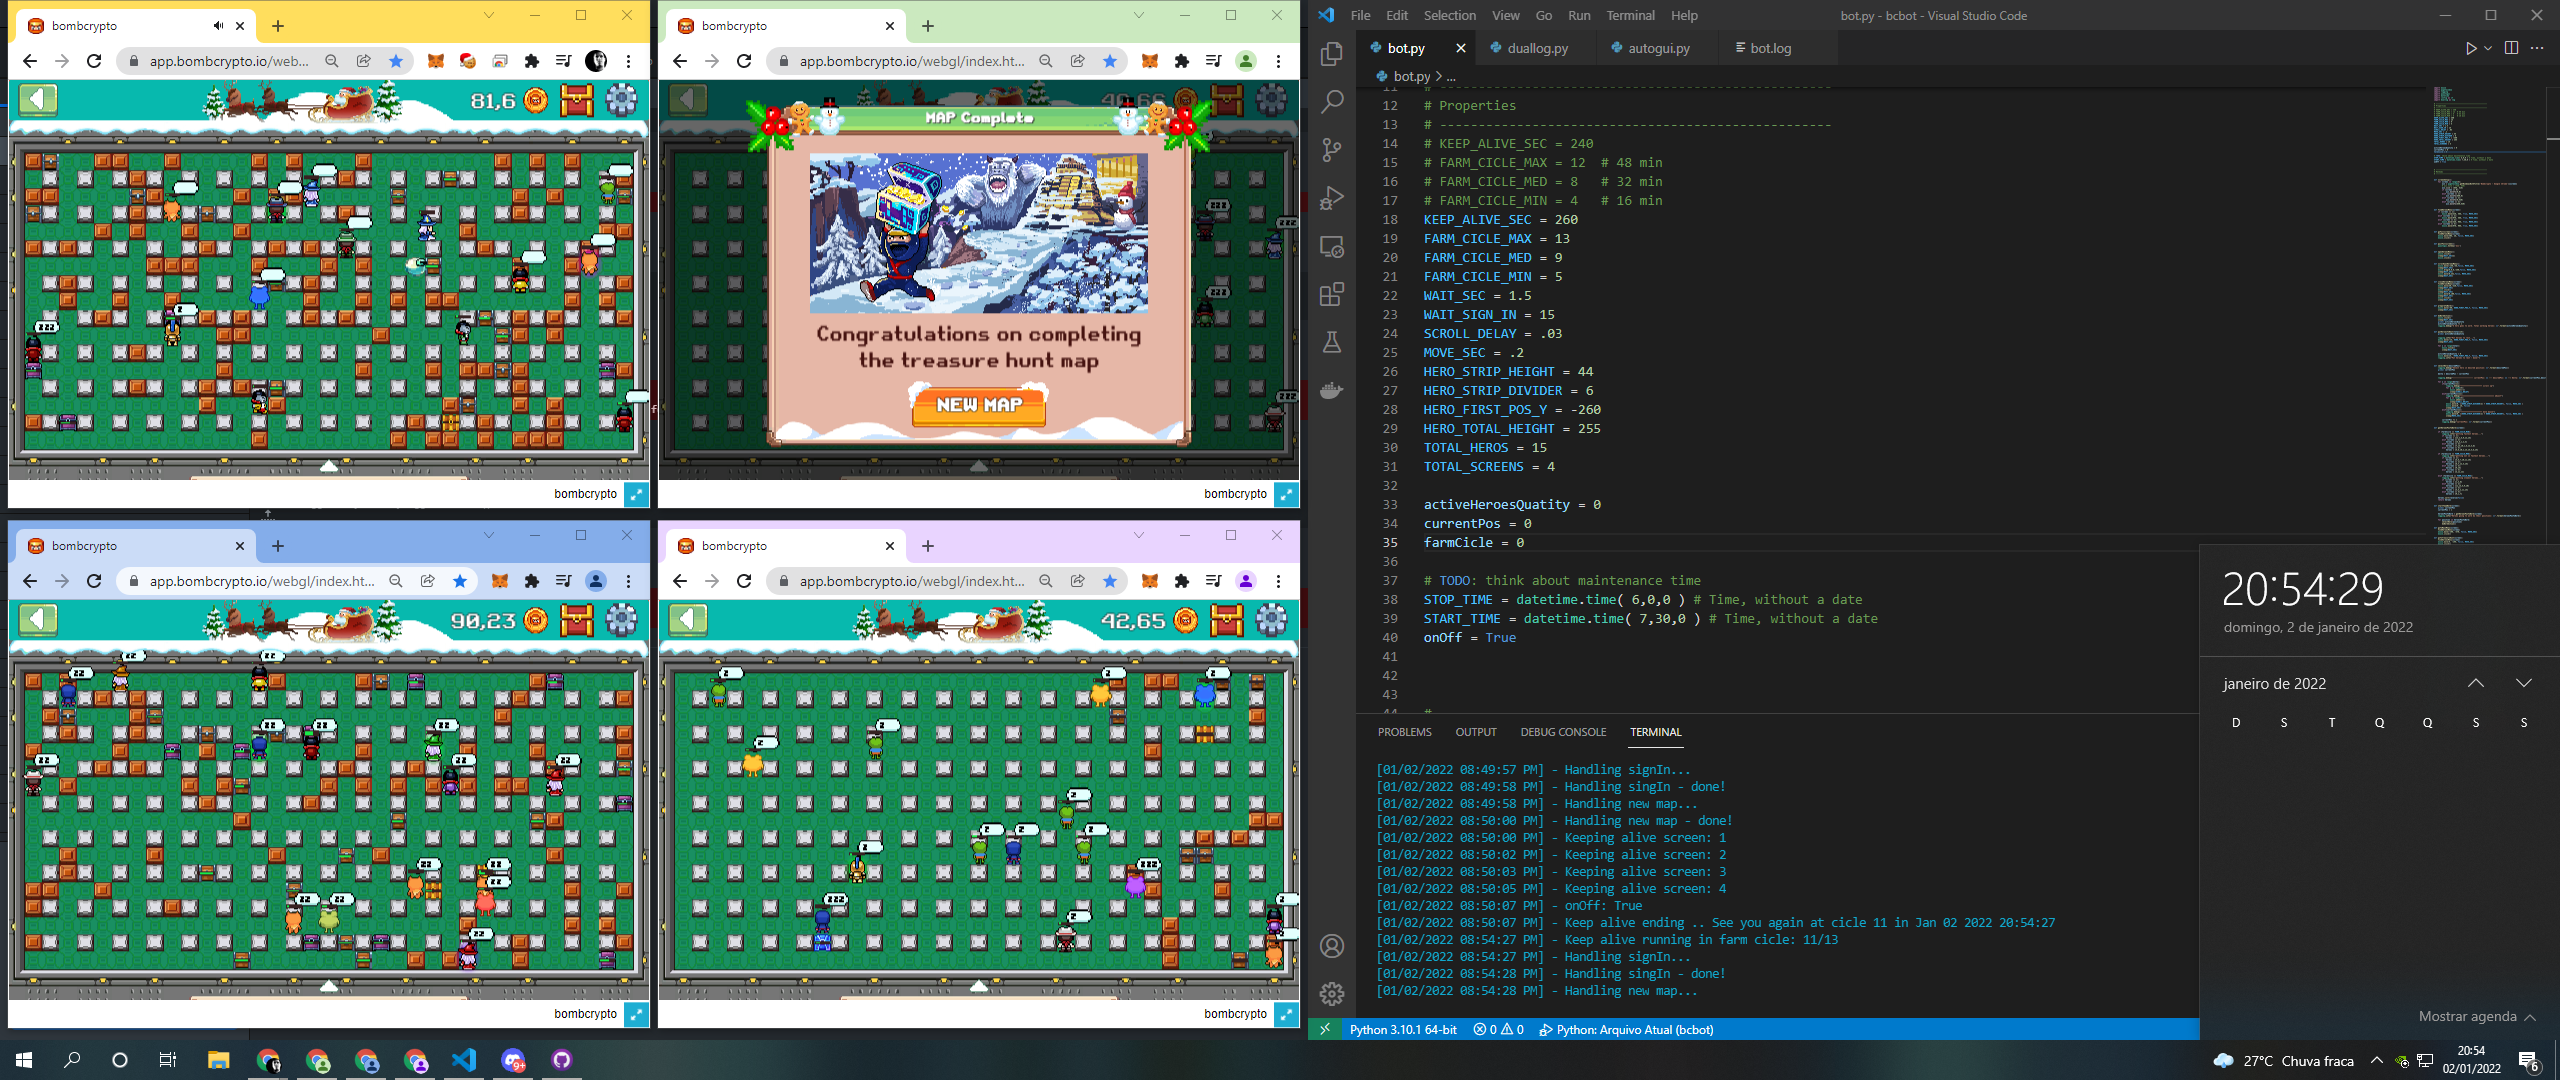 bombcrypto
app.bombcrypto.io/web...
81,6
bombcrypto
bombcrypto
app.bombcrypto.io/webgl/index.ht...
MAP Complete
Congratulations on completing
the treasure hunt map
NEW MAP
bombcrypto
bombcrypto
app.bombcrypto.io/webgl/index.ht...
90,23
bombcrypto
bombcrypto
app.bombcrypto.io/webgl/index.ht...
42,65
bombcrypto
File Edit Selection View Go Run Terminal Help
bot.py - bcbot - Visual Studio Code
bot.py duallog.py autogui.py bot.log
bot.py > ...
11 # --------------------------------------------------
12 # Properties
13 # --------------------------------------------------
14 # KEEP_ALIVE_SEC = 240
15 # FARM_CICLE_MAX = 12  # 48 min
16 # FARM_CICLE_MED = 8   # 32 min
17 # FARM_CICLE_MIN = 4   # 16 min
18 KEEP_ALIVE_SEC = 260
19 FARM_CICLE_MAX = 13
20 FARM_CICLE_MED = 9
21 FARM_CICLE_MIN = 5
22 WAIT_SEC = 1.5
23 WAIT_SIGN_IN = 15
24 SCROLL_DELAY = .03
25 MOVE_SEC = .2
26 HERO_STRIP_HEIGHT = 44
27 HERO_STRIP_DIVIDER = 6
28 HERO_FIRST_POS_Y = -260
29 HERO_TOTAL_HEIGHT = 255
30 TOTAL_HEROS = 15
31 TOTAL_SCREENS = 4
32
33 activeHeroesQuatity = 0
34 currentPos = 0
35 farmCicle = 0
36
37 # TODO: think about maintenance time
38 STOP_TIME = datetime.time( 6,0,0 ) # Time, without a date
39 START_TIME = datetime.time( 7,30,0 ) # Time, without a date
40 onOff = True
41
42
43
44 #
PROBLEMS OUTPUT DEBUG CONSOLE TERMINAL
[01/02/2022 08:49:57 PM] - Handling signIn...
[01/02/2022 08:49:58 PM] - Handling singIn - done!
[01/02/2022 08:49:58 PM] - Handling new map...
[01/02/2022 08:50:00 PM] - Handling new map - done!
[01/02/2022 08:50:00 PM] - Keeping alive screen: 1
[01/02/2022 08:50:02 PM] - Keeping alive screen: 2
[01/02/2022 08:50:03 PM] - Keeping alive screen: 3
[01/02/2022 08:50:05 PM] - Keeping alive screen: 4
[01/02/2022 08:50:07 PM] - onOff: True
[01/02/2022 08:50:07 PM] - Keep alive ending .. See you again at cicle 11 in Jan 02 2022 20:54:27
[01/02/2022 08:54:27 PM] - Keep alive running in farm cicle: 11/13
[01/02/2022 08:54:27 PM] - Handling signIn...
[01/02/2022 08:54:28 PM] - Handling singIn - done!
[01/02/2022 08:54:28 PM] - Handling new map...
Python 3.10.1 64-bit 0 0 Python: Arquivo Atual (bcbot)
20:54:29
domingo, 2 de janeiro de 2022
janeiro de 2022
D S T Q Q S S
Mostrar agenda
27°C Chuva fraca
20:54
02/01/2022
6
9+